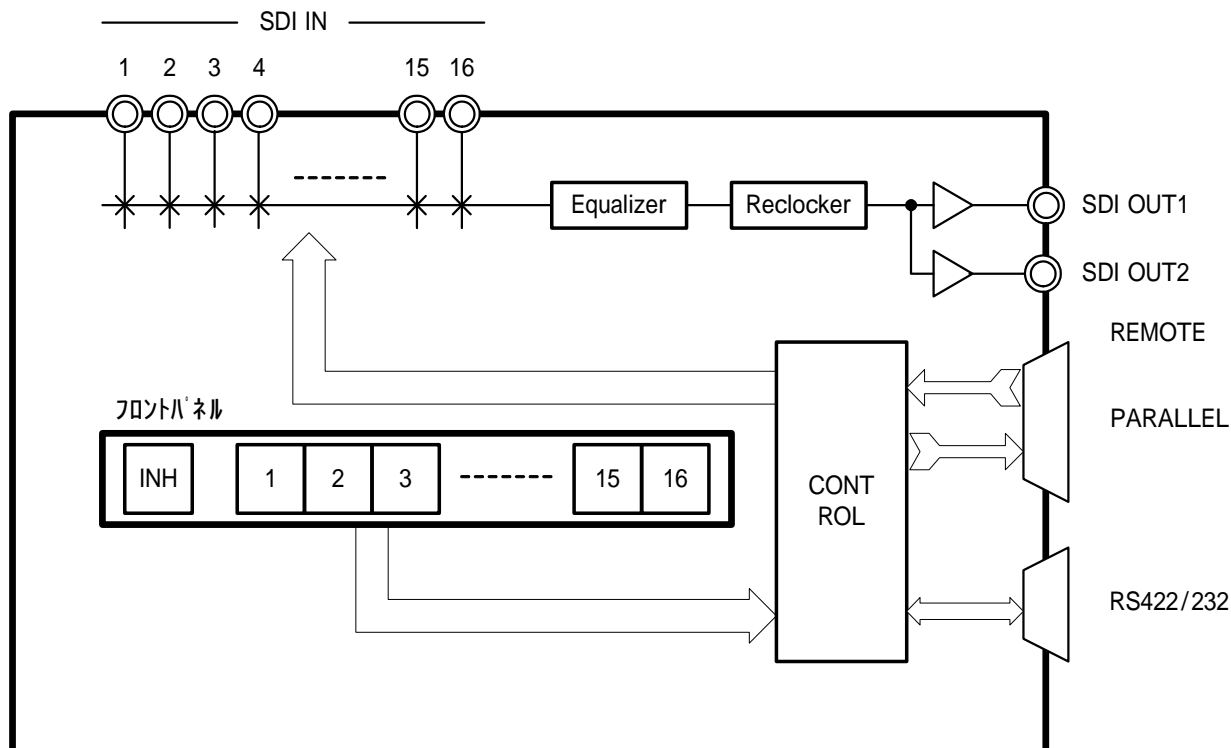 SDI IN
1 2 3 4 15 16
Equalizer Reclocker SDI OUT1
SDI OUT2
REMOTE
PARALLEL
フロントパネル
INH 1 2 3 15 16
CONT
ROL
RS422/232